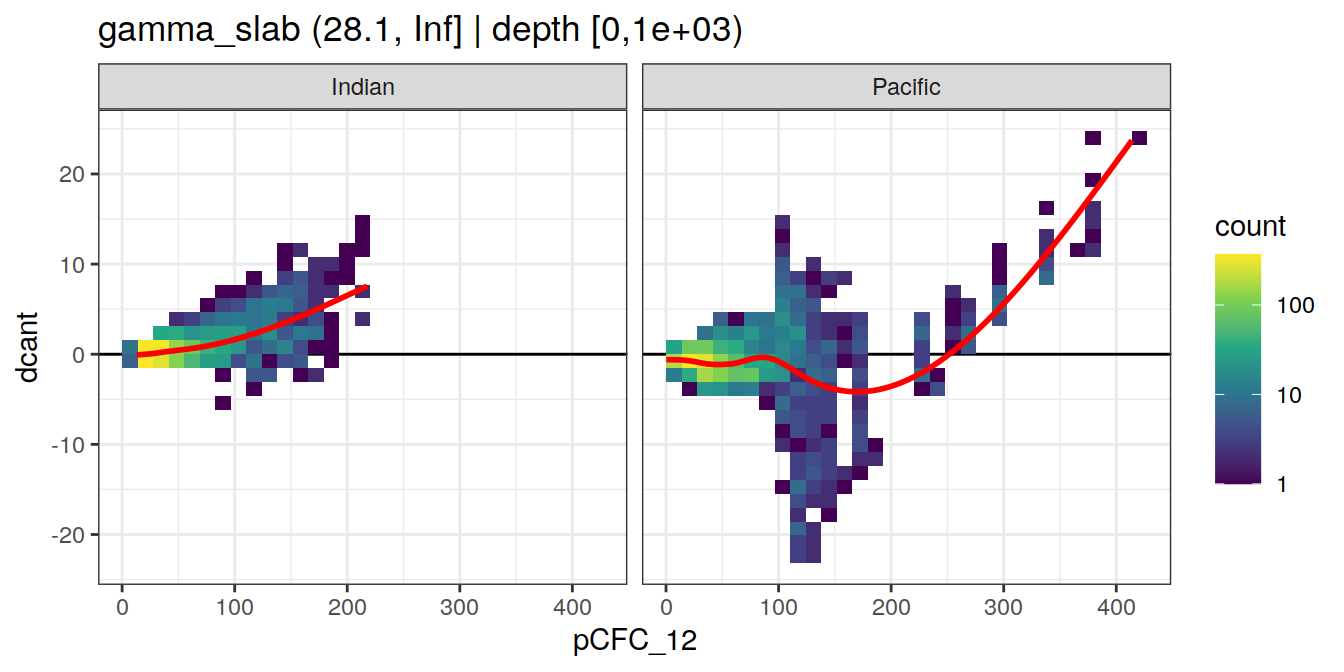 gamma_slab (28.1, Inf] | depth [0,1e+03)
Indian
Pacific
dcant
20
10
0
-10
-20
0 100 200 300 400
0 100 200 300 400
pCFC_12
count
100
10
1